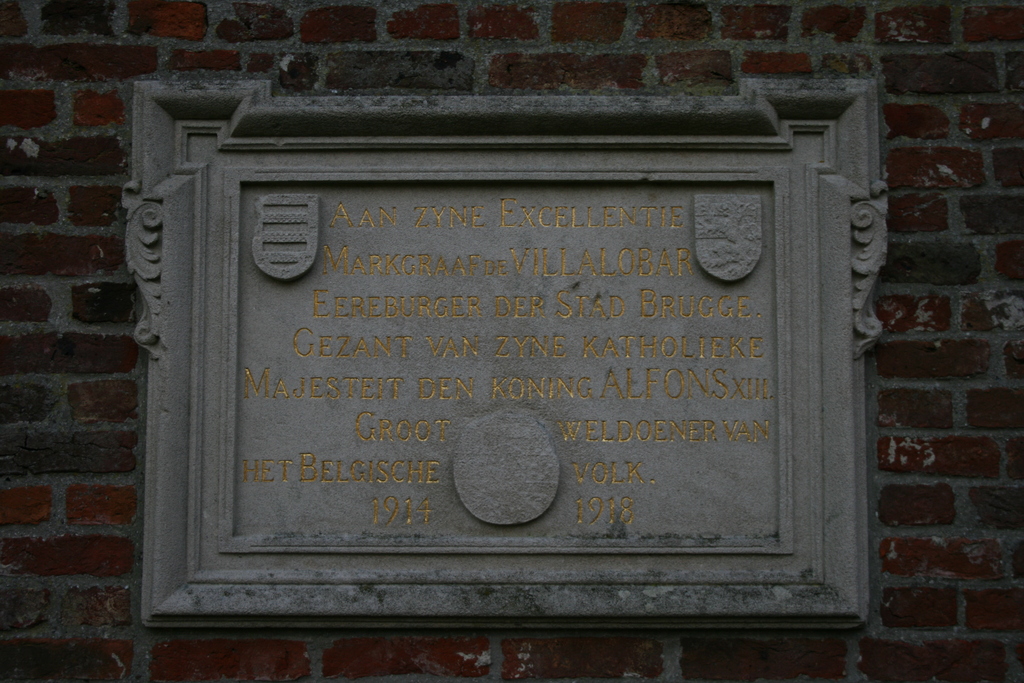 AAN ZYNE EXCELLENTIE
MARKGRAAF DE VILLALOBAR
EEREBURGER DER STAD BRUGGE.
GEZANT VAN ZYNE KATHOLIEKE
MAJESTEIT DEN KONING ALFONS XIII.
GROOT WELDOENER VAN
HET BELGISCHE VOLK.
1914 1918